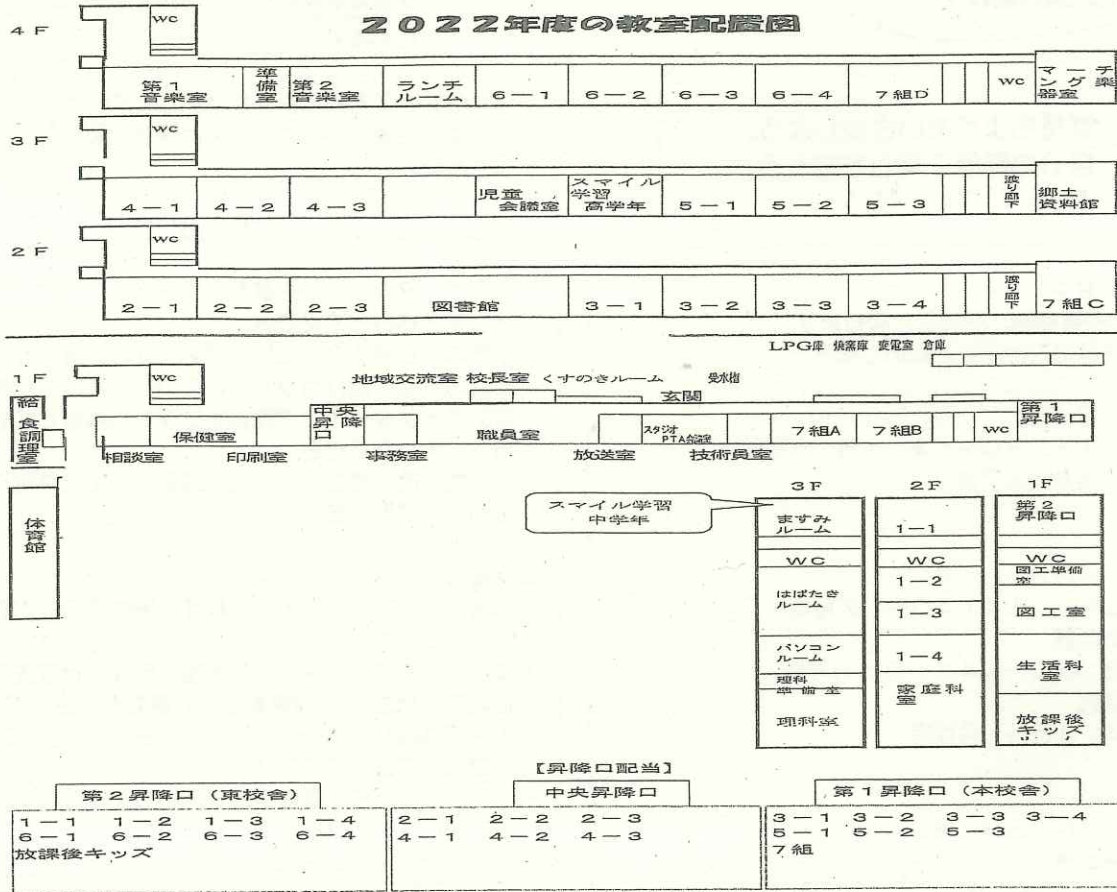 2022年度の教室配置図
4F
WC
第1音楽室
準備室
第2音楽室
ランチルーム
6-1
6-2
6-3
6-4
7組D
WC
マーチング楽器室
3F
WC
4-1
4-2
4-3
児童会議室
スマイル学習高学年
5-1
5-2
5-3
渡り廊下
郷土資料館
2F
WC
2-1
2-2
2-3
図書館
3-1
3-2
3-3
3-4
渡り廊下
7組C
LPG庫 焼窯庫 変電室 倉庫
1F
WC
地域交流室 校長室 くすのきルーム 受水槽
玄関
給食調理室
保健室
中央昇降口
職員室
スタジオ
PTA会議室
7組A
7組B
WC
第1昇降口
相談室 印刷室 事務室 放送室 技術員室
体育館
スマイル学習
中学年
3F
ますみルーム
WC
はばたきルーム
パソコンルーム
理科準備室
理科室
2F
1-1
WC
1-2
1-3
1-4
家庭科室
1F
第2昇降口
WC
図工準備室
図工室
生活科室
放課後キッズ
【昇降口配当】
第2昇降口(東校舎)
1-1 1-2 1-3 1-4
6-1 6-2 6-3 6-4
放課後キッズ
中央昇降口
2-1 2-2 2-3
4-1 4-2 4-3
第1昇降口(本校舎)
3-1 3-2 3-3 3-4
5-1 5-2 5-3
7組